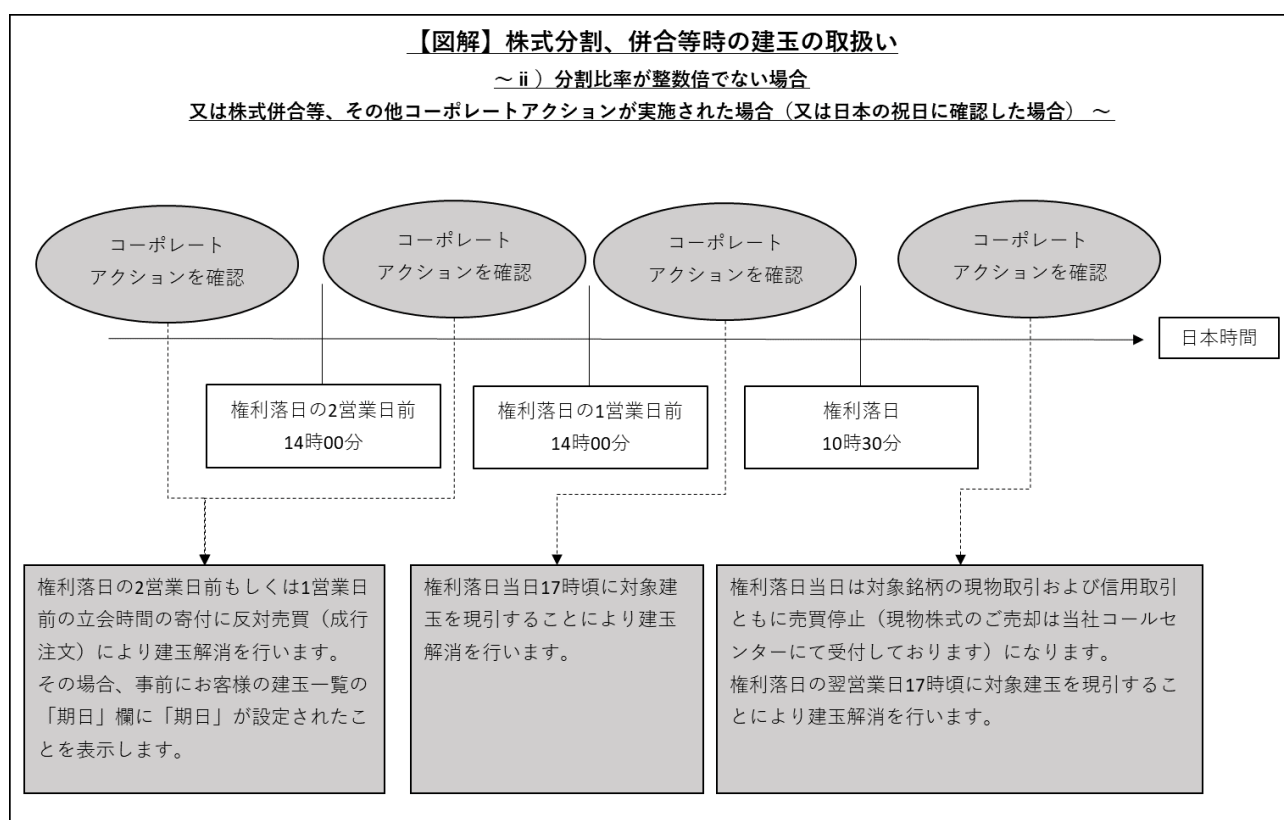 【図解】株式分割、併合等時の建玉の取扱い
～ ⅱ ）分割比率が整数倍でない場合
又は株式併合等、その他コーポレートアクションが実施された場合（又は日本の祝日に確認した場合） ～
コーポレート
アクションを確認
コーポレート
アクションを確認
コーポレート
アクションを確認
コーポレート
アクションを確認
日本時間
権利落日の2営業日前
14時00分
権利落日の1営業日前
14時00分
権利落日
10時30分
権利落日の2営業日前もしくは1営業日
前の立会時間の寄付に反対売買（成行
注文）により建玉解消を行います。
その場合、事前にお客様の建玉一覧の
「期日」欄に「期日」が設定されたこ
とを表示します。
権利落日当日17時頃に対象建
玉を現引することにより建玉
解消を行います。
権利落日当日は対象銘柄の現物取引および信用取引
ともに売買停止（現物株式のご売却は当社コールセ
ンターにて受付しております）になります。
権利落日の翌営業日17時頃に対象建玉を現引するこ
とにより建玉解消を行います。